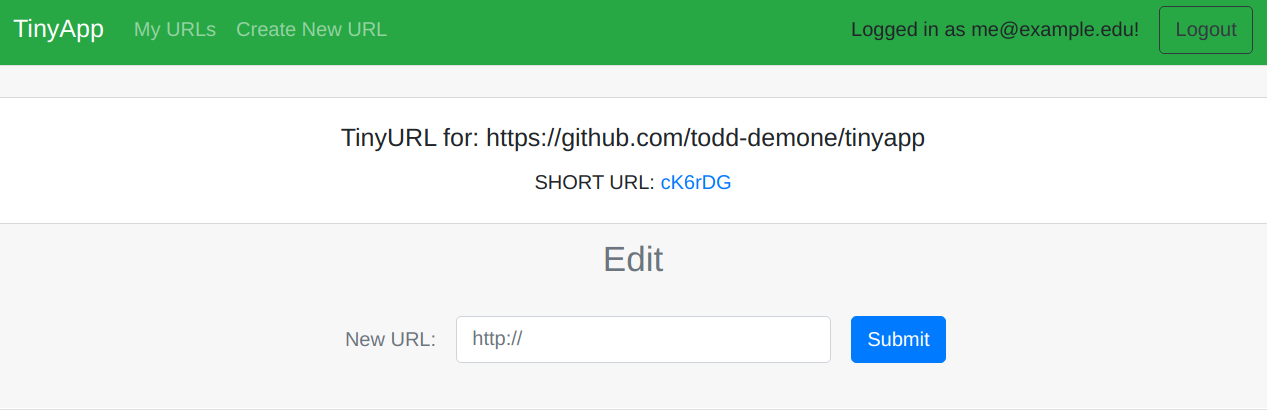 TinyApp My URLs Create New URL Logged in as me@example.edu! Logout
TinyURL for: https://github.com/todd-demone/tinyapp
SHORT URL: cK6rDG
Edit
New URL: http:// Submit